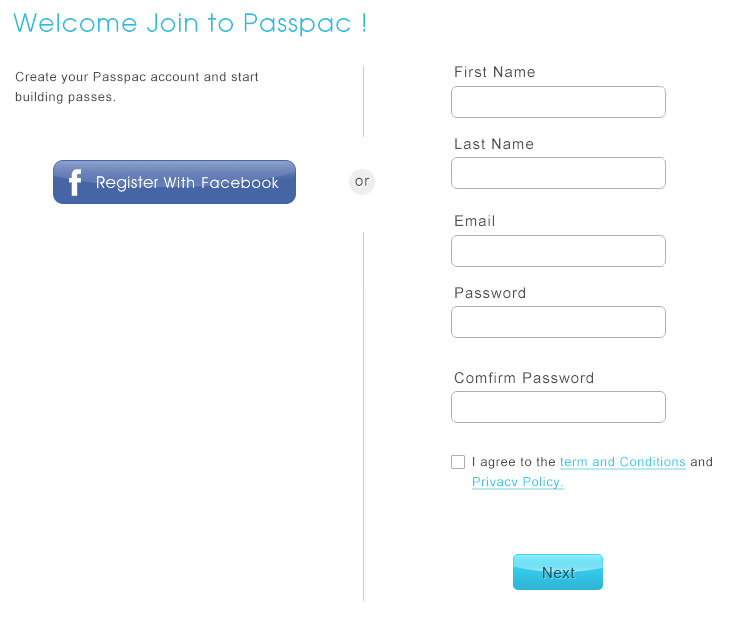 Welcome Join to Passpac !
Create your Passpac account and start
building passes.
f Register With Facebook
or
First Name
Last Name
Email
Password
Comfirm Password
I agree to the term and Conditions and
Privacy Policy.
Next